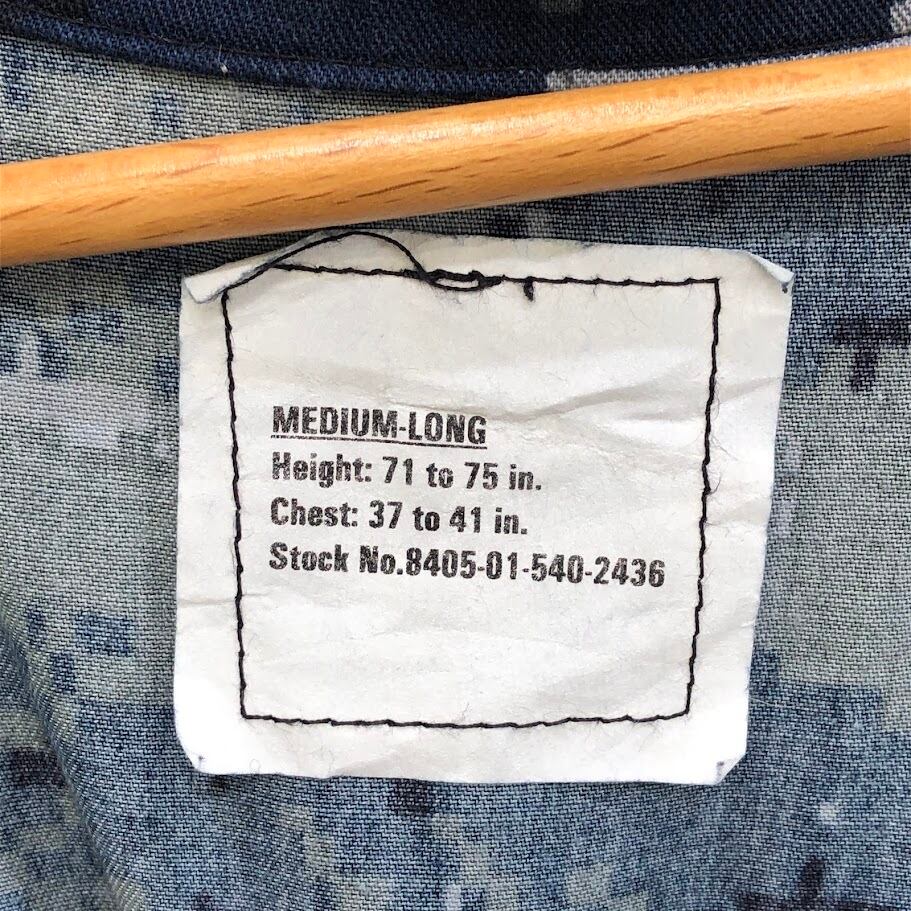 MEDIUM-LONG
Height: 71 to 75 in.
Chest: 37 to 41 in.
Stock No.8405-01-540-2436